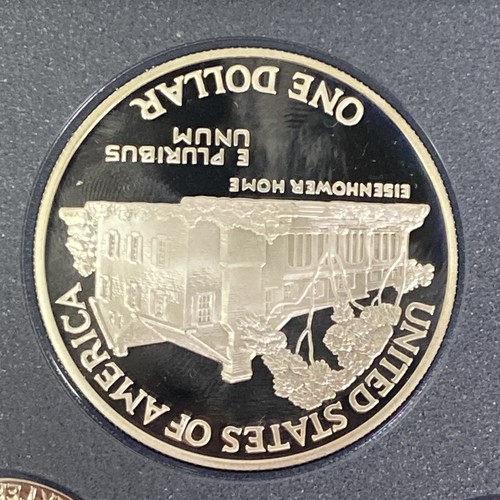 UNITED STATES OF AMERICA
EISENHOWER HOME
E PLURIBUS
UNUM
ONE DOLLAR